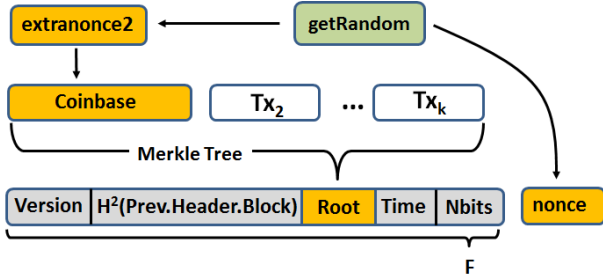 extranonce2 getRandom
Coinbase Tx2 ... Txk
Merkle Tree
Version H²(Prev.Header.Block) Root Time Nbits nonce
F